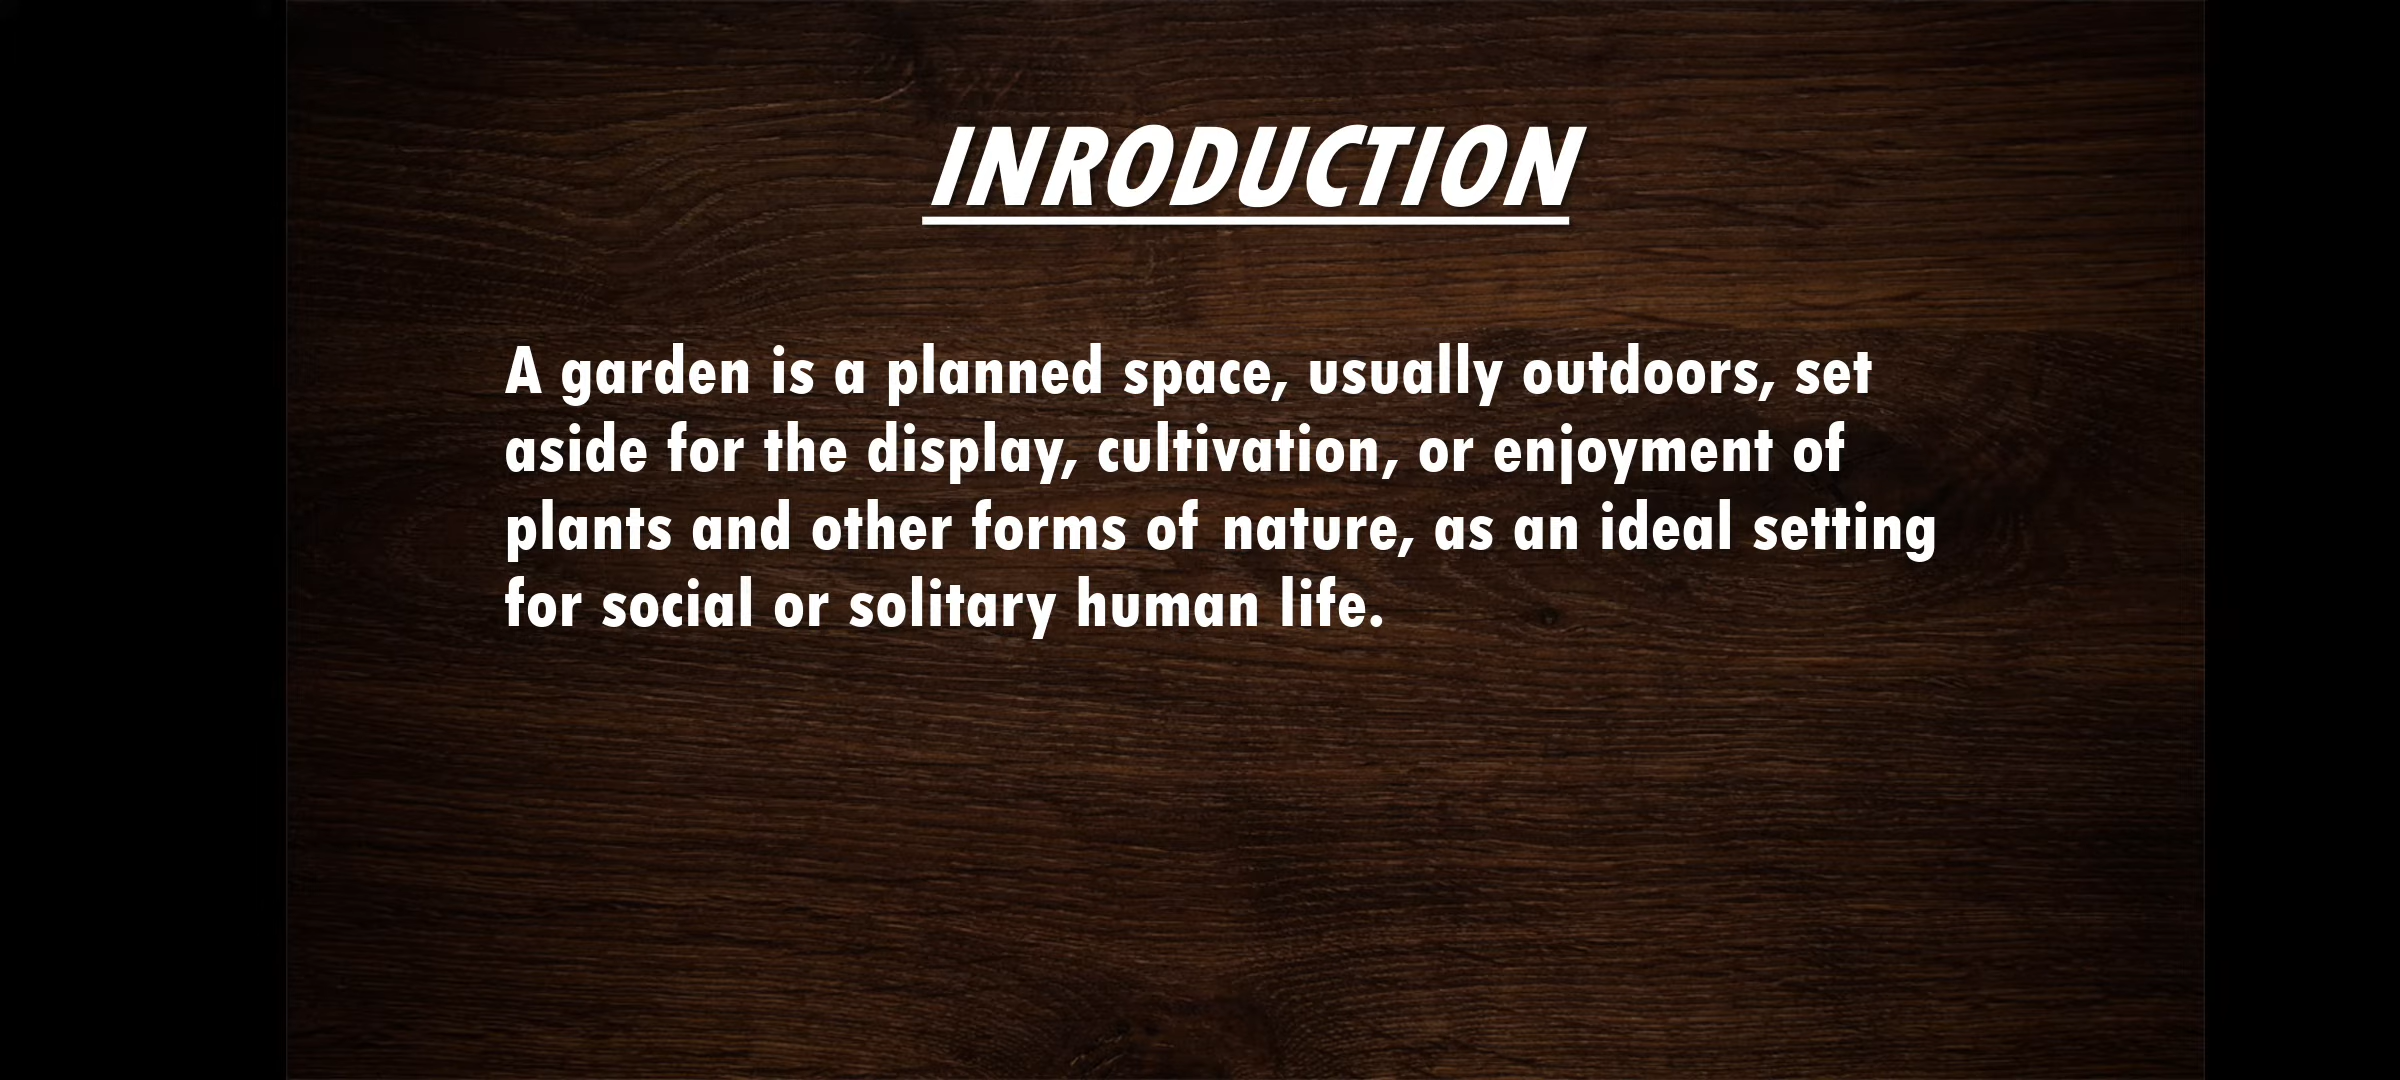 INRODUCTION
A garden is a planned space, usually outdoors, set
aside for the display, cultivation, or enjoyment of
plants and other forms of nature, as an ideal setting
for social or solitary human life.